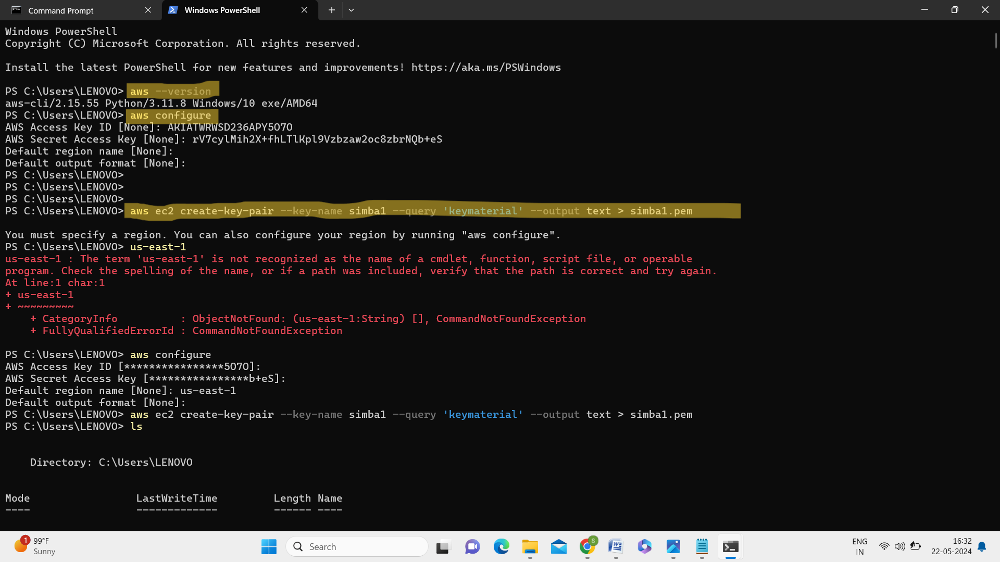 Command Prompt
Windows PowerShell
Windows PowerShell
Copyright (C) Microsoft Corporation. All rights reserved.
Install the latest PowerShell for new features and improvements! https://aka.ms/PSWindows
PS C:\Users\LENOVO> aws --version
aws-cli/2.15.55 Python/3.11.8 Windows/10 exe/AMD64
PS C:\Users\LENOVO> aws configure
AWS Access Key ID [None]: AKIATWRWSD236APY5O7O
AWS Secret Access Key [None]: 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
Default region name [None]:
Default output format [None]:
PS C:\Users\LENOVO>
PS C:\Users\LENOVO>
PS C:\Users\LENOVO>
PS C:\Users\LENOVO> aws ec2 create-key-pair --key-name simba1 --query 'keymaterial' --output text > simba1.pem
You must specify a region. You can also configure your region by running "aws configure".
PS C:\Users\LENOVO> us-east-1
us-east-1 : The term 'us-east-1' is not recognized as the name of a cmdlet, function, script file, or operable
program. Check the spelling of the name, or if a path was included, verify that the path is correct and try again.
At line:1 char:1
+ us-east-1
+ ~~~~~~~~~
    + CategoryInfo          : ObjectNotFound: (us-east-1:String) [], CommandNotFoundException
    + FullyQualifiedErrorId : CommandNotFoundException
PS C:\Users\LENOVO> aws configure
AWS Access Key ID [****************5O7O]:
AWS Secret Access Key [****************b+eS]:
Default region name [None]: us-east-1
Default output format [None]:
PS C:\Users\LENOVO> aws ec2 create-key-pair --key-name simba1 --query 'keymaterial' --output text > simba1.pem
PS C:\Users\LENOVO> ls
    Directory: C:\Users\LENOVO
Mode                 LastWriteTime         Length Name
----                 -------------         ------ ----
1
99°F
Sunny
Search
S
W
ENG
IN
16:32
22-05-2024